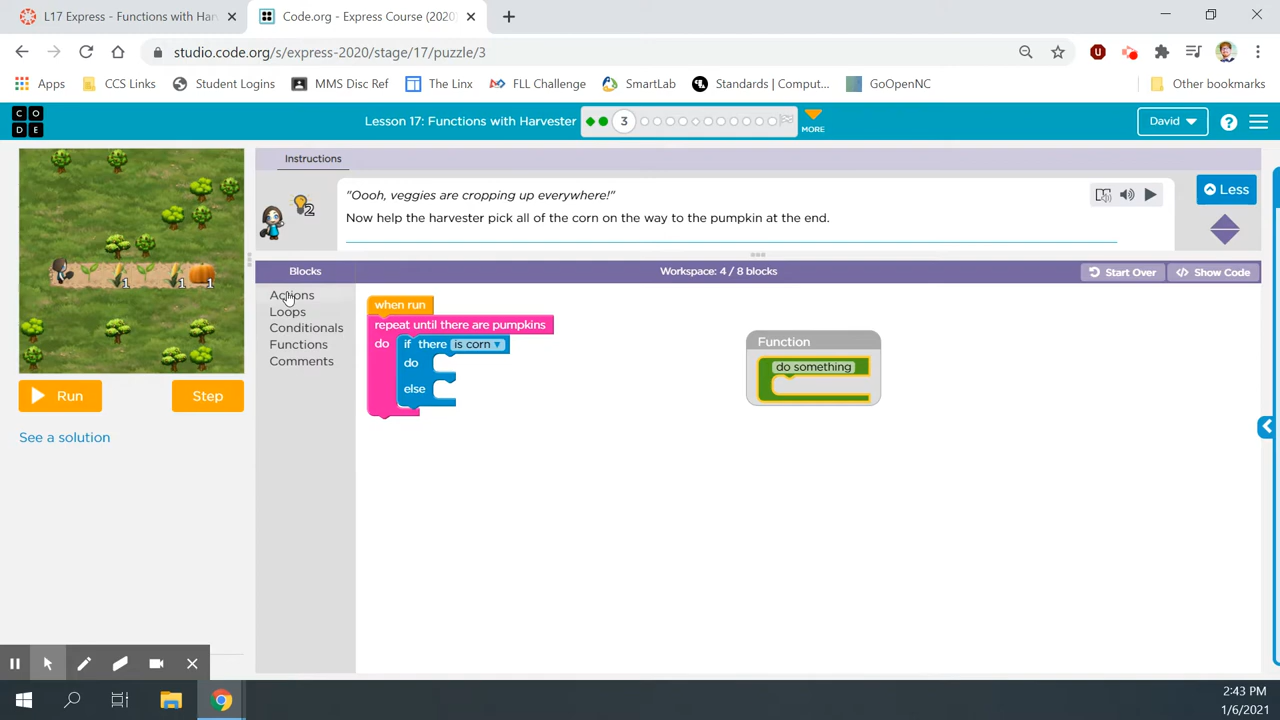 L17 Express - Functions with Har
Code.org - Express Course (2020
studio.code.org/s/express-2020/stage/17/puzzle/3
Apps
CCS Links
Student Logins
MMS Disc Ref
The Linx
FLL Challenge
SmartLab
Standards | Comput...
GoOpenNC
Other bookmarks
C O
D E
Lesson 17: Functions with Harvester
3
MORE
David
Instructions
2
"Oooh, veggies are cropping up everywhere!"
Now help the harvester pick all of the corn on the way to the pumpkin at the end.
Less
1
1
1
Blocks
Workspace: 4 / 8 blocks
Start Over
</> Show Code
Actions
Loops
Conditionals
Functions
Comments
when run
repeat until there are pumpkins
do
if there is corn
do
else
Function
do something
Run
Step
See a solution
2:43 PM
1/6/2021